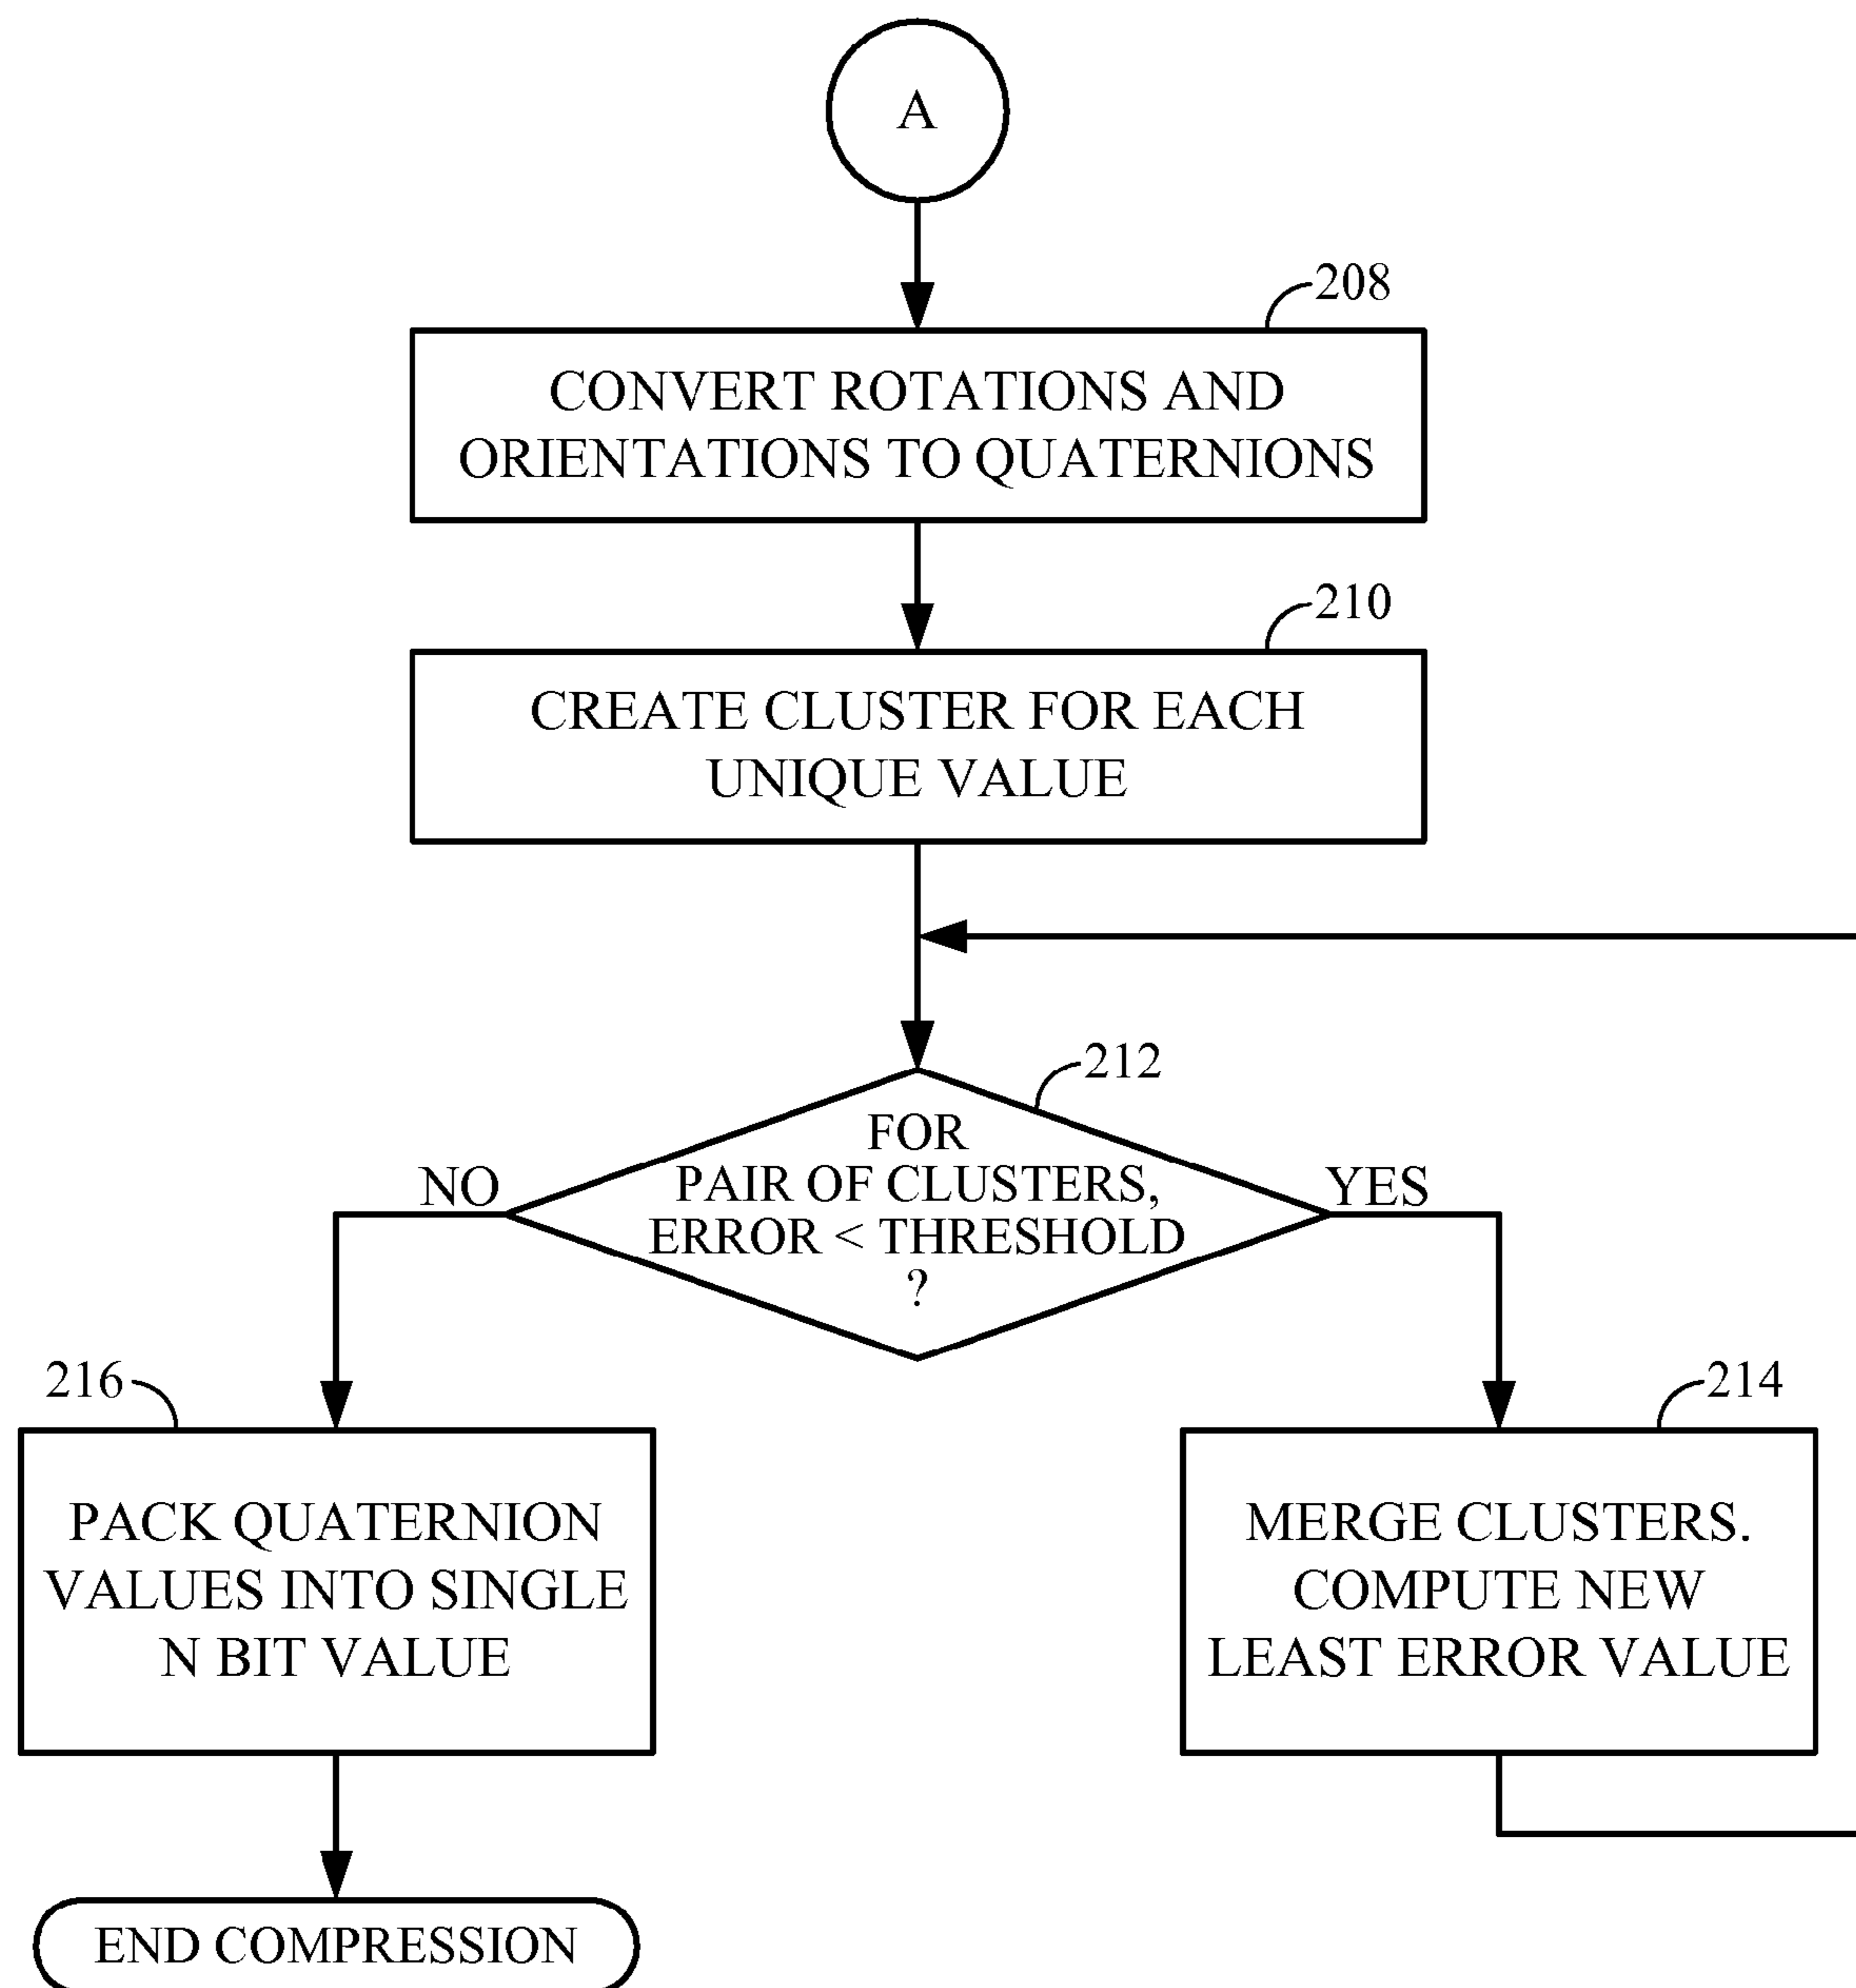 A
208
CONVERT ROTATIONS AND
ORIENTATIONS TO QUATERNIONS
210
CREATE CLUSTER FOR EACH
UNIQUE VALUE
212
FOR
PAIR OF CLUSTERS,
ERROR < THRESHOLD
?
NO
YES
216
PACK QUATERNION
VALUES INTO SINGLE
N BIT VALUE
214
MERGE CLUSTERS.
COMPUTE NEW
LEAST ERROR VALUE
END COMPRESSION